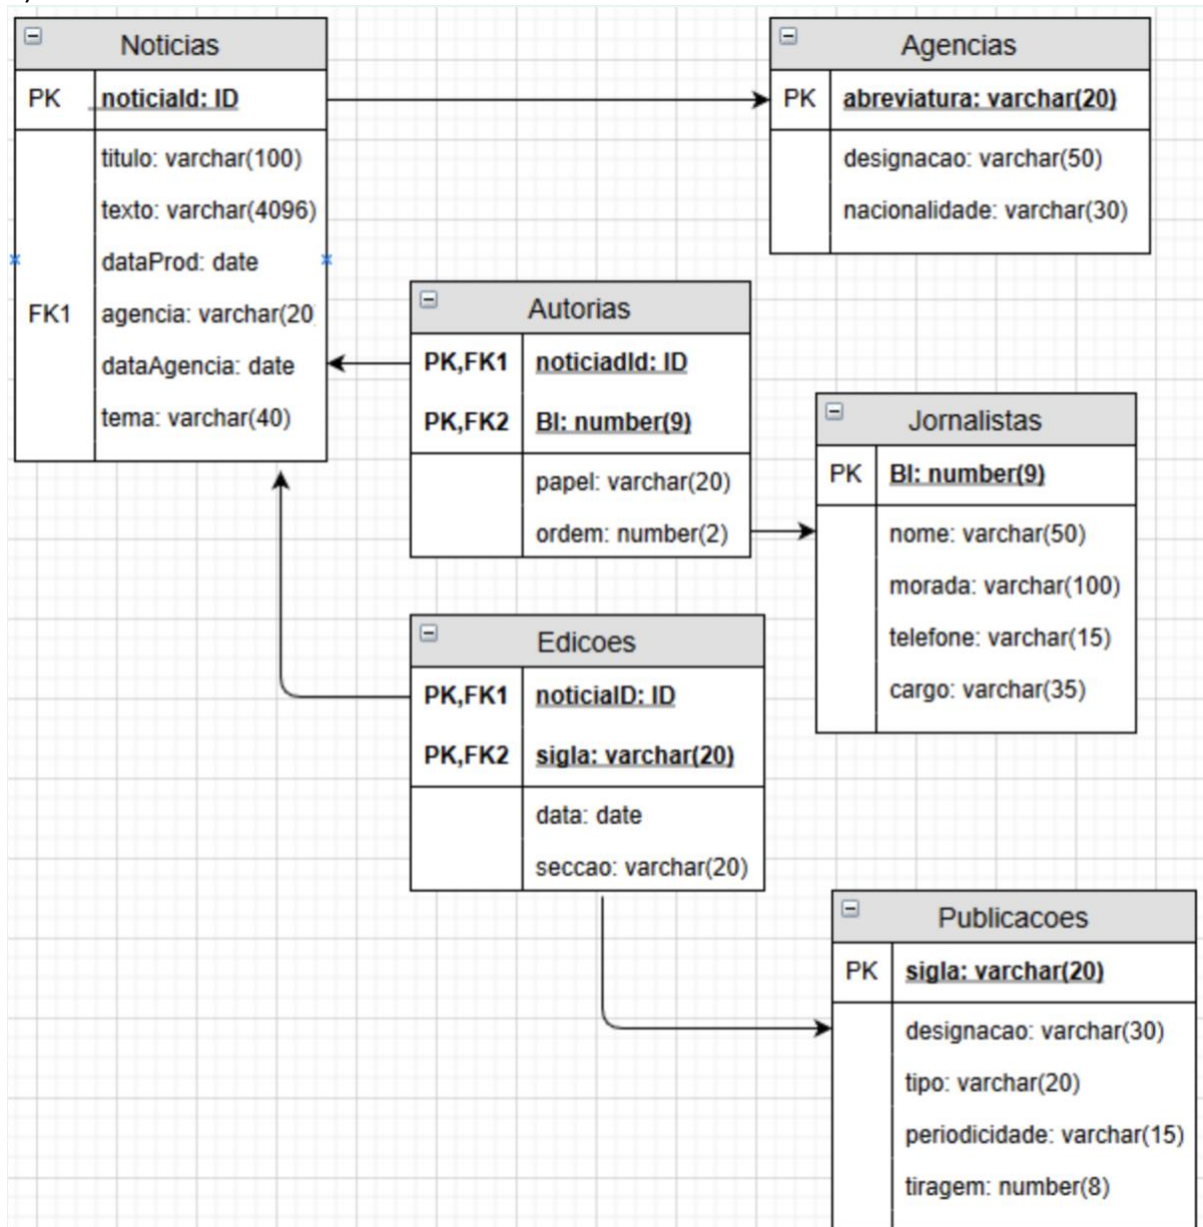 Noticias
PK noticiaId: ID
titulo: varchar(100)
texto: varchar(4096)
dataProd: date
FK1 agencia: varchar(20
dataAgencia: date
tema: varchar(40)
Agencias
PK abreviatura: varchar(20)
designacao: varchar(50)
nacionalidade: varchar(30)
Autorias
PK,FK1 noticiadId: ID
PK,FK2 BI: number(9)
papel: varchar(20)
ordem: number(2)
Jornalistas
PK BI: number(9)
nome: varchar(50)
morada: varchar(100)
telefone: varchar(15)
cargo: varchar(35)
Edicoes
PK,FK1 noticiaID: ID
PK,FK2 sigla: varchar(20)
data: date
seccao: varchar(20)
Publicacoes
PK sigla: varchar(20)
designacao: varchar(30)
tipo: varchar(20)
periodicidade: varchar(15)
tiragem: number(8)